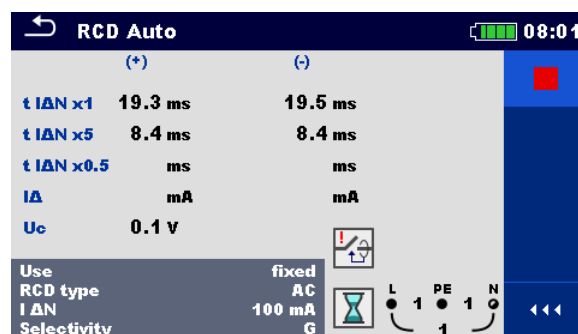 RCD Auto 08:01
(+) (-)
t IΔN x1 19.3 ms 19.5 ms
t IΔN x5 8.4 ms 8.4 ms
t IΔN x0.5 ms ms
IΔ mA mA
Uc 0.1 V
!
Use fixed
RCD type AC
I ΔN 100 mA
Selectivity G
L PE N
1 1
1